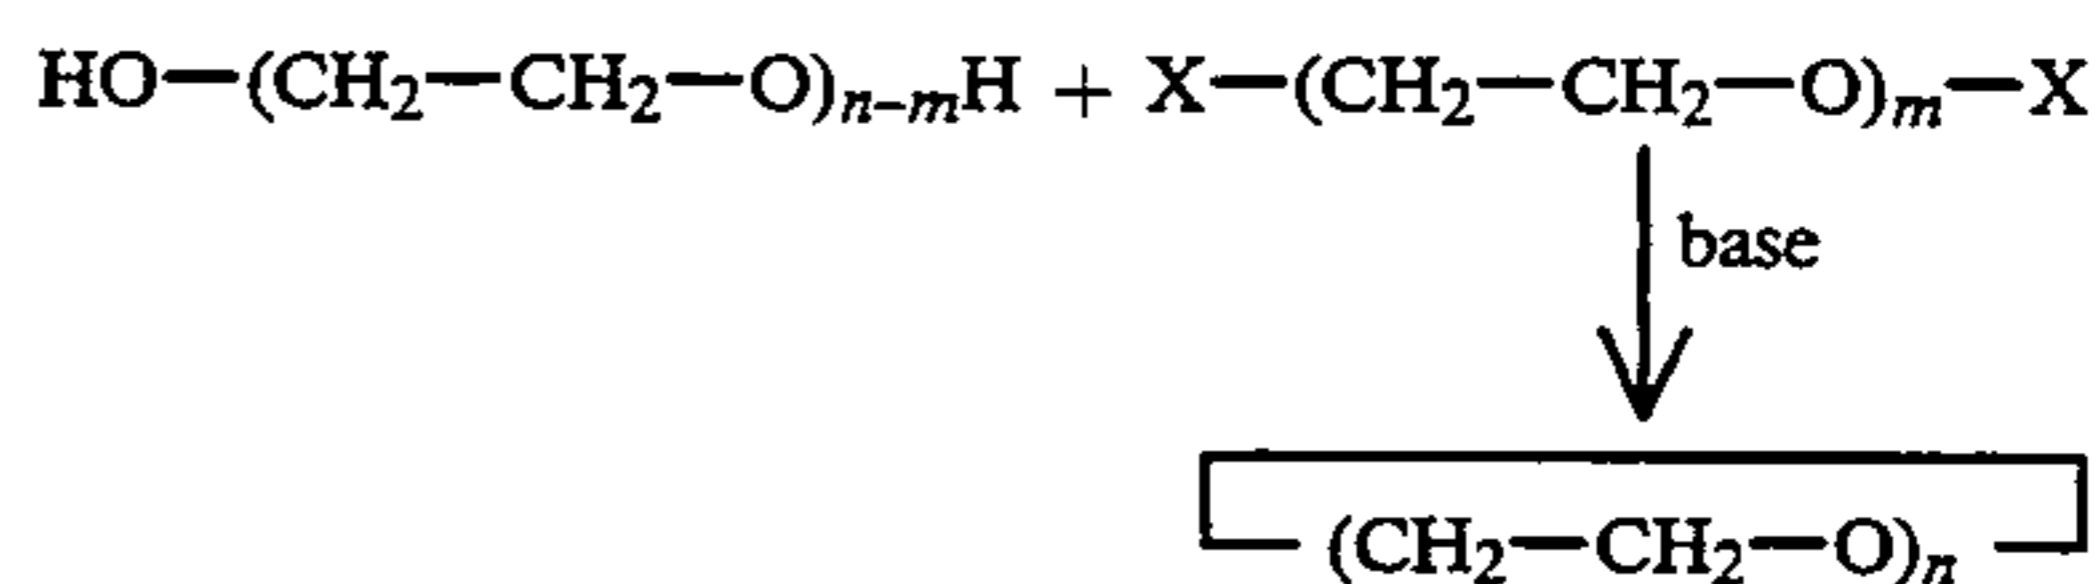 HO—(CH₂—CH₂—O)ₙ₋ₘH + X—(CH₂—CH₂—O)ₘ—X
base
(CH₂—CH₂—O)ₙ